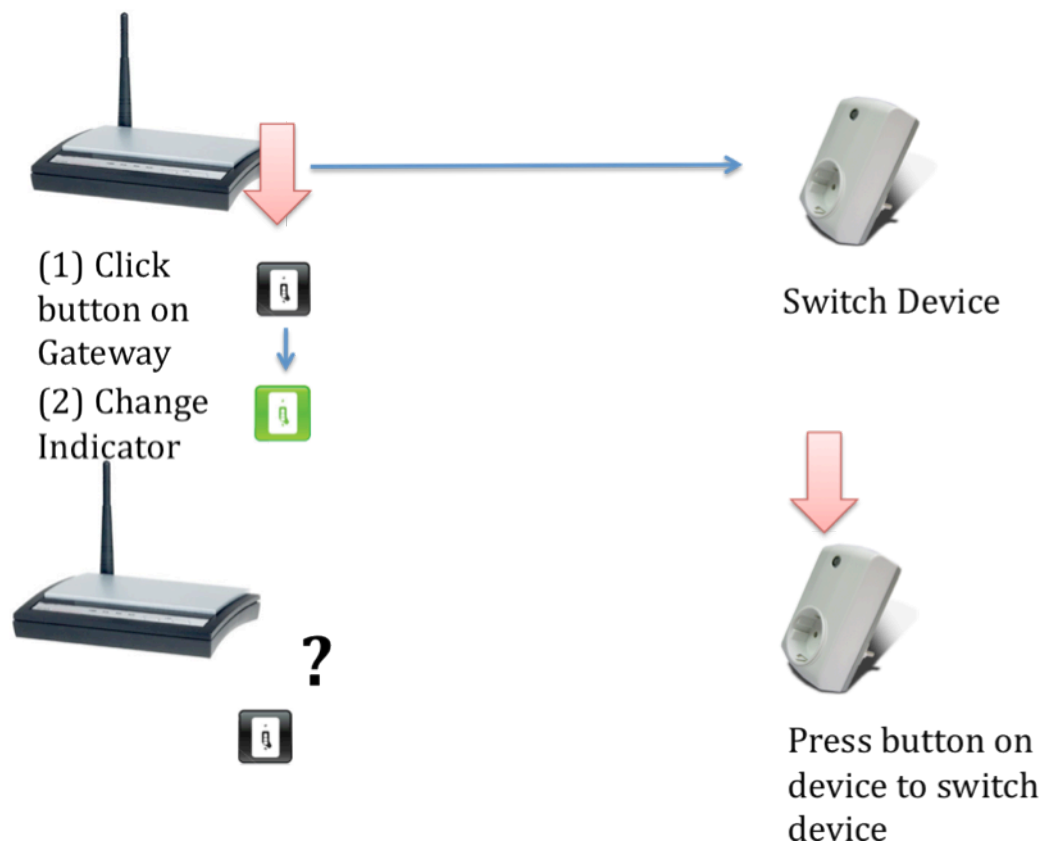 (1) Click
button on
Gateway
(2) Change
Indicator
Switch Device
?
Press button on
device to switch
device